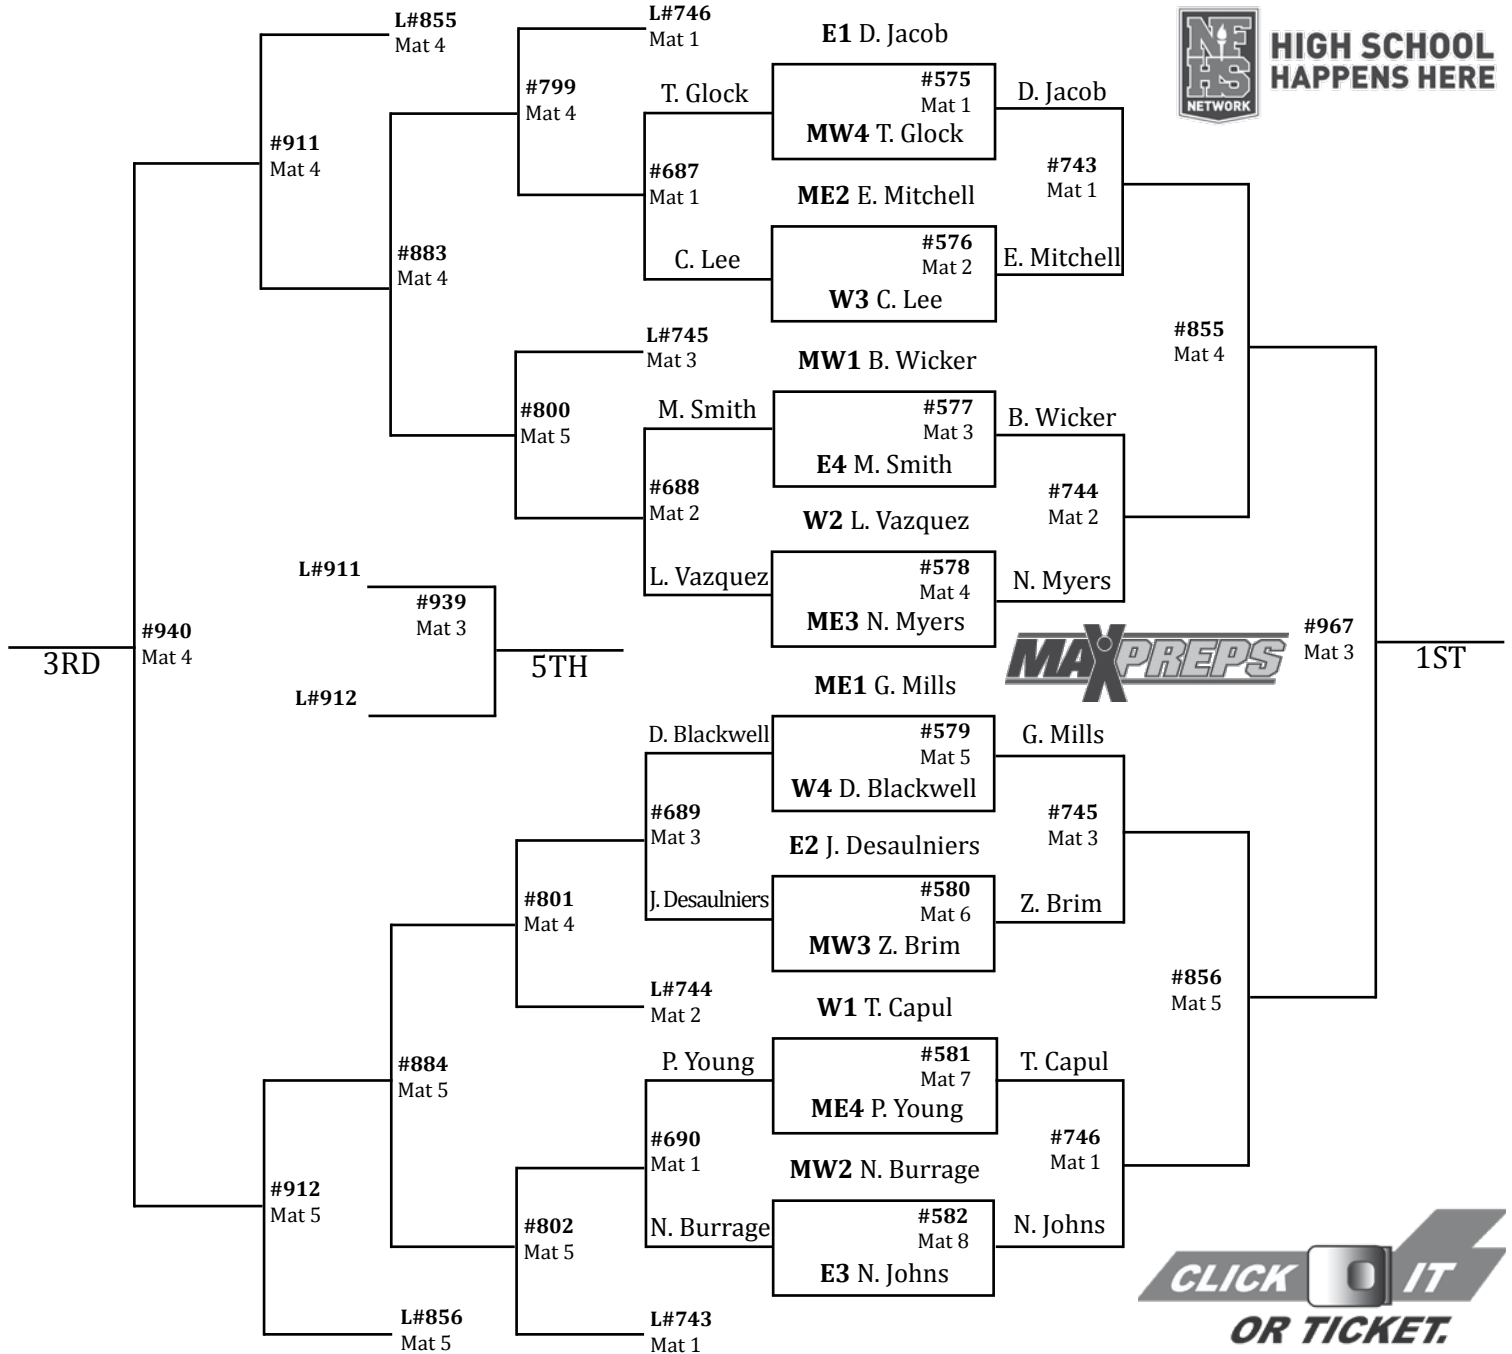 L#855
Mat 4
L#746
Mat 1
E1 D. Jacob
NFHS
NETWORK
HIGH SCHOOL
HAPPENS HERE
#799
Mat 4
T. Glock
#575
Mat 1
D. Jacob
MW4 T. Glock
#911
Mat 4
#687
Mat 1
ME2 E. Mitchell
#743
Mat 1
#883
Mat 4
C. Lee
#576
Mat 2
E. Mitchell
W3 C. Lee
L#745
Mat 3
MW1 B. Wicker
#855
Mat 4
#800
Mat 5
M. Smith
#577
Mat 3
B. Wicker
E4 M. Smith
#688
Mat 2
W2 L. Vazquez
#744
Mat 2
L#911
L. Vazquez
#578
Mat 4
N. Myers
#939
Mat 3
ME3 N. Myers
#940
Mat 4
3RD
5TH
MAXPREPS
#967
Mat 3
1ST
L#912
ME1 G. Mills
D. Blackwell
#579
Mat 5
G. Mills
W4 D. Blackwell
#689
Mat 3
E2 J. Desaulniers
#745
Mat 3
#801
Mat 4
J. Desaulniers
#580
Mat 6
Z. Brim
MW3 Z. Brim
L#744
Mat 2
W1 T. Capul
#856
Mat 5
#884
Mat 5
P. Young
#581
Mat 7
T. Capul
ME4 P. Young
#690
Mat 1
MW2 N. Burrage
#746
Mat 1
#912
Mat 5
#802
Mat 5
N. Burrage
#582
Mat 8
N. Johns
E3 N. Johns
L#856
Mat 5
L#743
Mat 1
CLICK IT
OR TICKET.